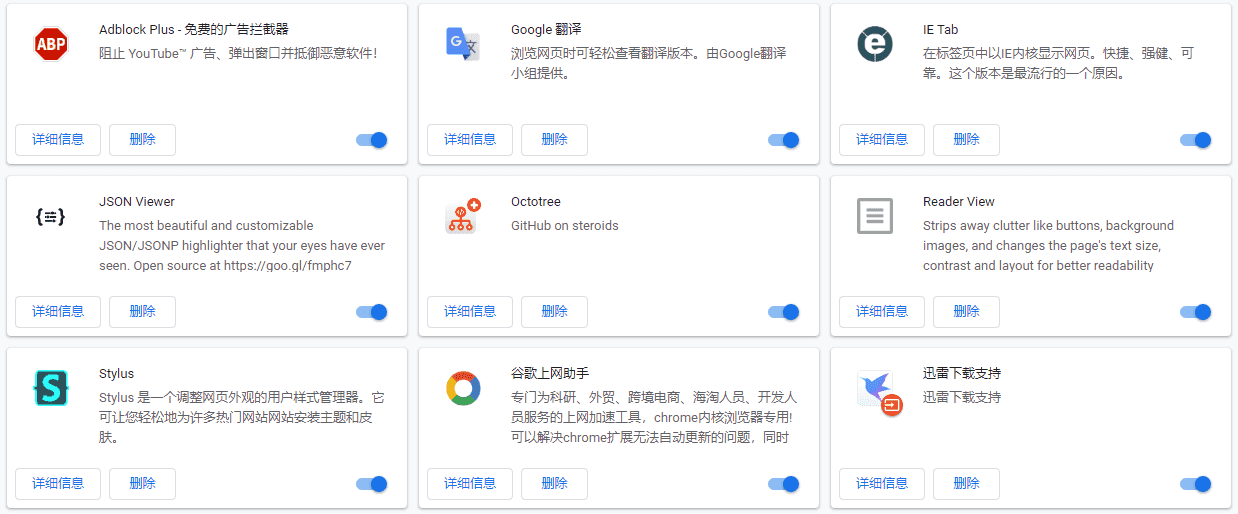 ABP
Adblock Plus - 免费的广告拦截器
阻止 YouTube™ 广告、弹出窗口并抵御恶意软件!
详细信息
删除
G 文
Google 翻译
浏览网页时可轻松查看翻译版本。由Google翻译
小组提供。
详细信息
删除
e
IE Tab
在标签页中以IE内核显示网页。快捷、强健、可
靠。这个版本是最流行的一个原因。
详细信息
删除
JSON Viewer
The most beautiful and customizable
JSON/JSONP highlighter that your eyes have ever
seen. Open source at https://goo.gl/fmphc7
详细信息
删除
Octotree
GitHub on steroids
详细信息
删除
Reader View
Strips away clutter like buttons, background
images, and changes the page's text size,
contrast and layout for better readability
详细信息
删除
S
Stylus
Stylus 是一个调整网页外观的用户样式管理器。它
可让您轻松地为许多热门网站网站安装主题和皮
肤。
详细信息
删除
谷歌上网助手
专门为科研、外贸、跨境电商、海淘人员、开发人
员服务的上网加速工具，chrome内核浏览器专用!
可以解决chrome扩展无法自动更新的问题，同时
详细信息
删除
迅雷下载支持
迅雷下载支持
详细信息
删除